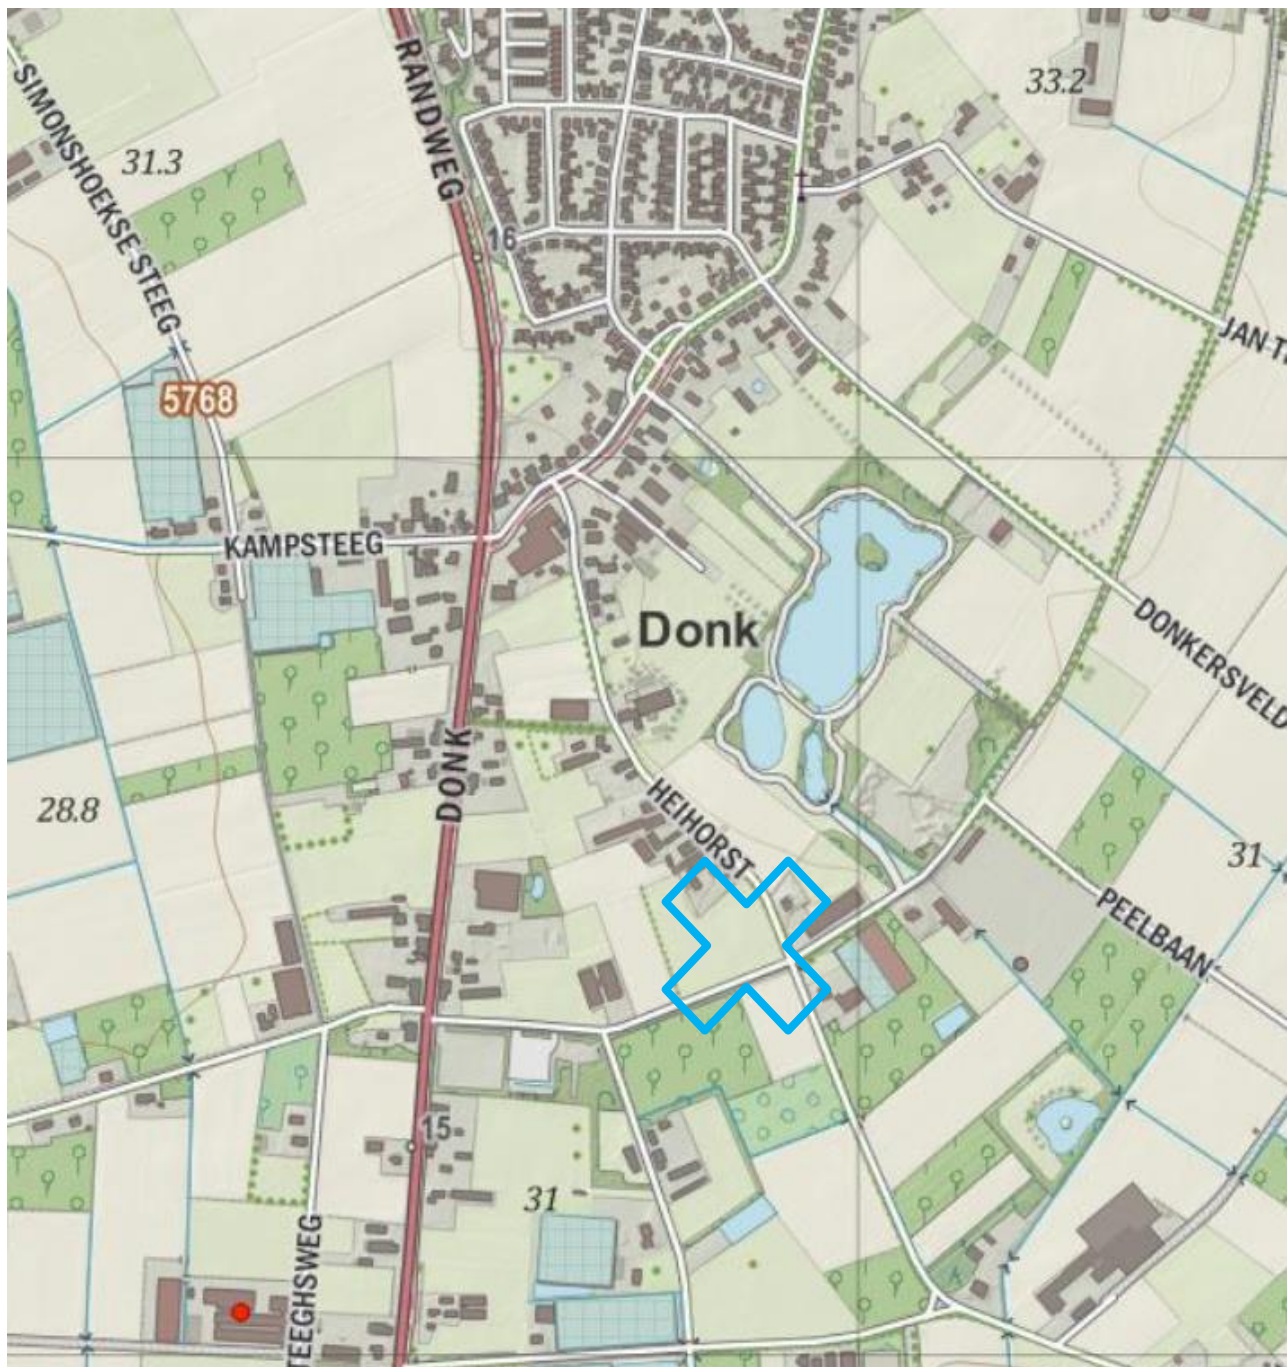 33.2
SIMONSHOEKSE STEEG
RANDWEG
31.3
16
JAN T
5768
KAMPSTEEG
Donk
DONKERSVELD
DONK
28.8
HEIHORST
31
PEELBAAN
15
31
TEEGHSWEG